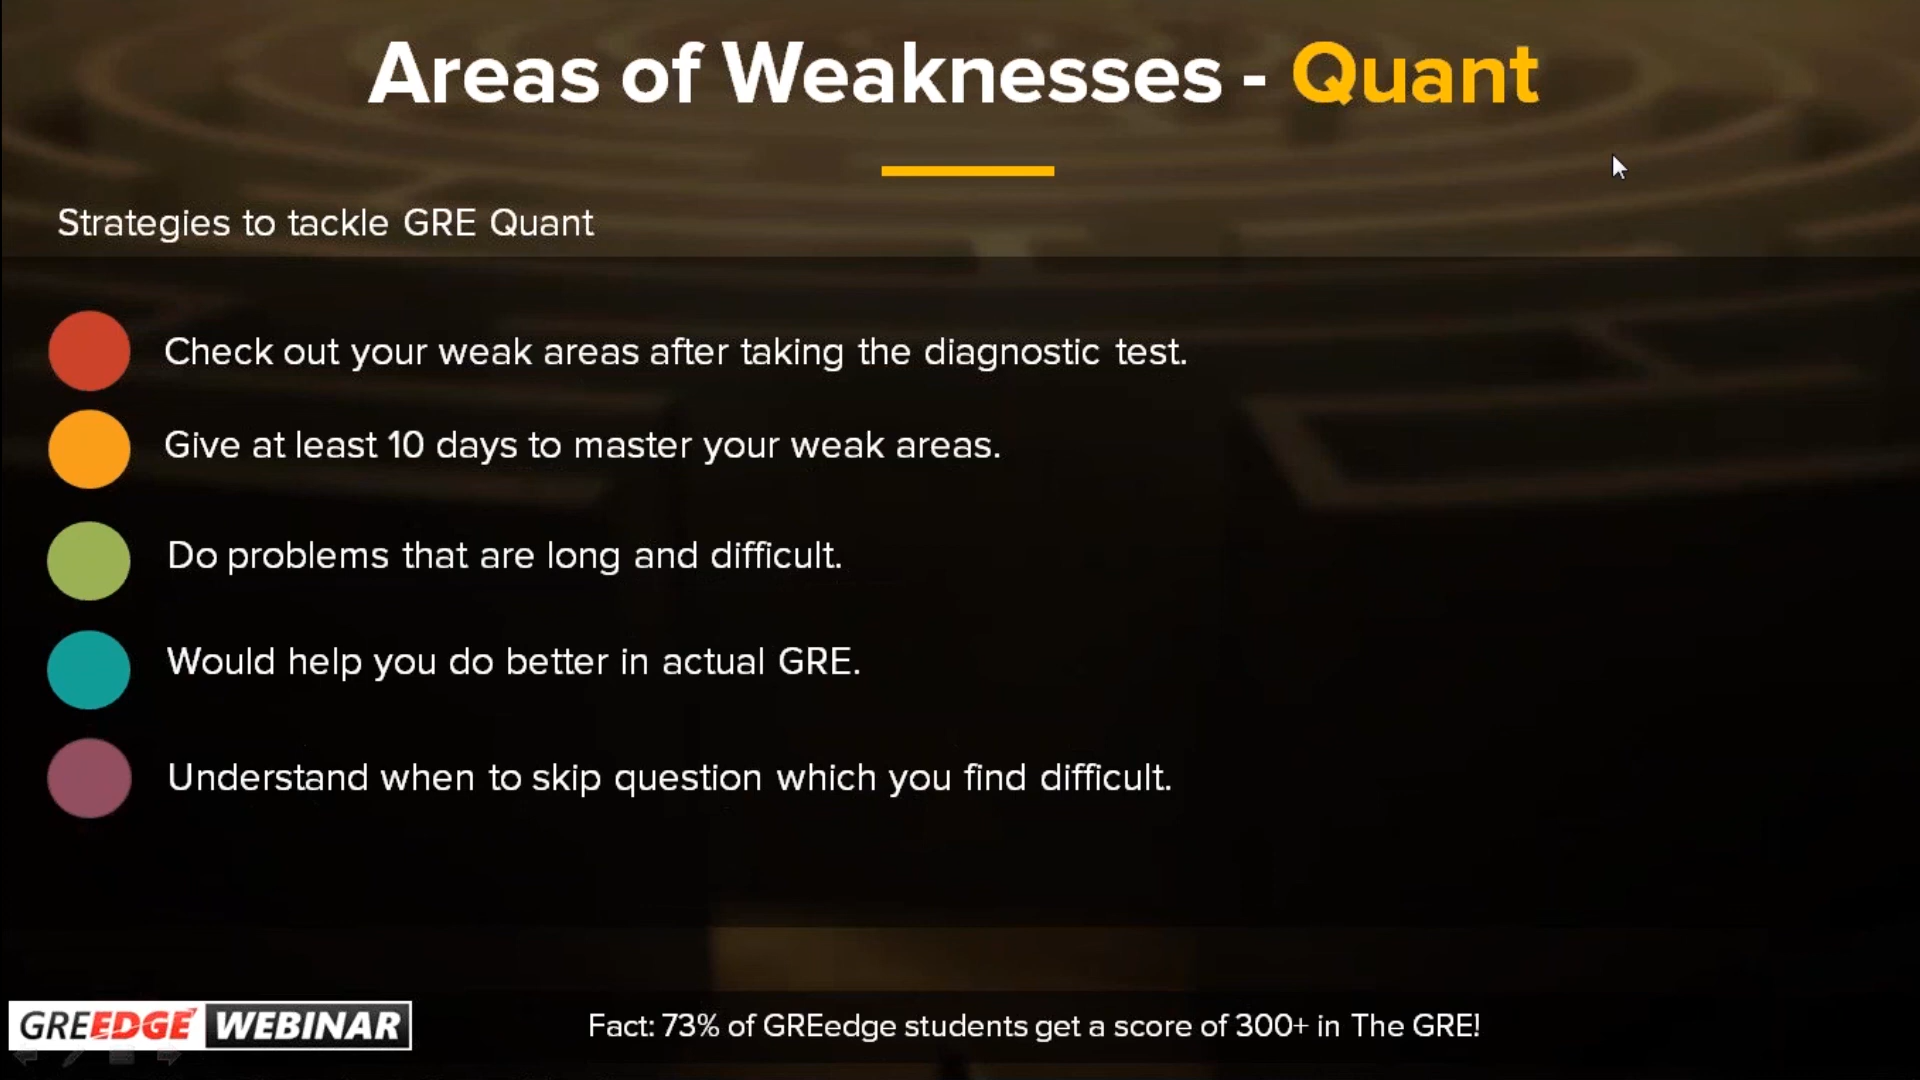 Areas of Weaknesses - Quant
Strategies to tackle GRE Quant
Check out your weak areas after taking the diagnostic test.
Give at least 10 days to master your weak areas.
Do problems that are long and difficult.
Would help you do better in actual GRE.
Understand when to skip question which you find difficult.
GREEDGE WEBINAR
Fact: 73% of GREedge students get a score of 300+ in The GRE!